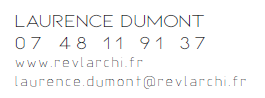 LAURENCE DUMONT
07 48 11 91 37
www.revlarchi.fr
laurence.dumont@revlarchi.fr